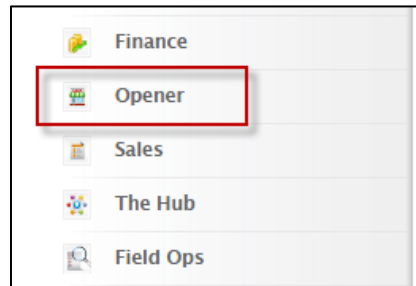 Finance
Opener
Sales
The Hub
Field Ops